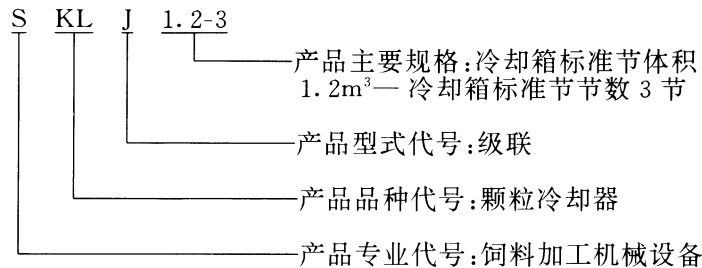 S KL J 1.2-3
产品主要规格:冷却箱标准节体积
1.2m³—冷却箱标准节节数3节
产品型式代号:级联
产品品种代号:颗粒冷却器
产品专业代号:饲料加工机械设备